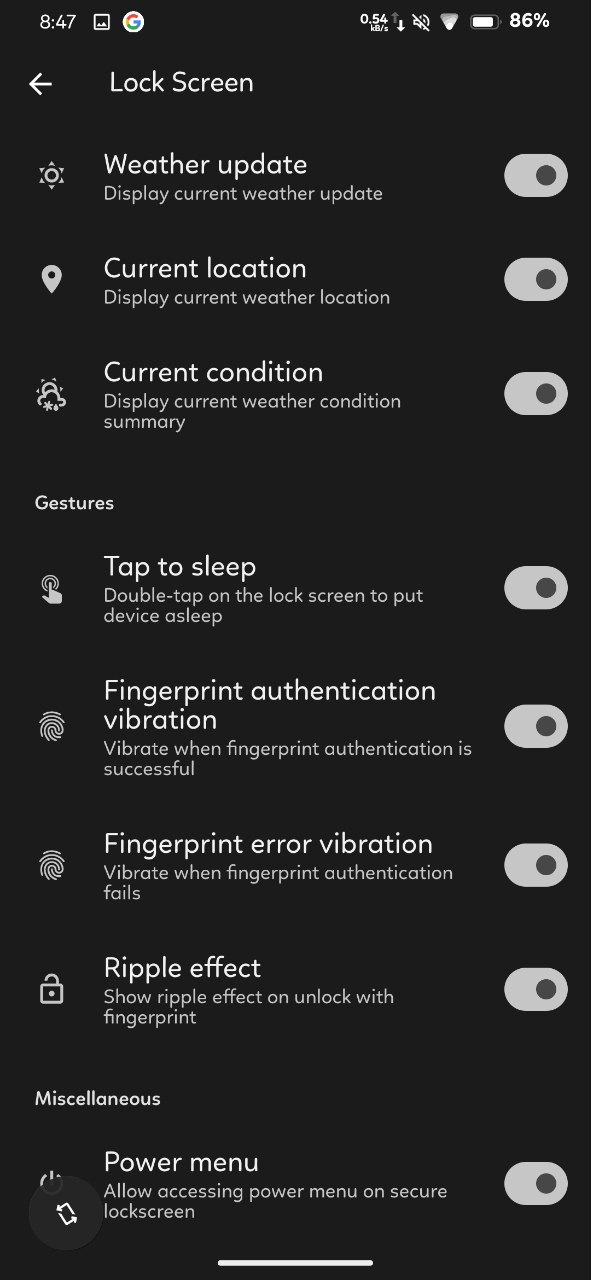 8:47 0.54 kB/s 86%
Lock Screen
Weather update
Display current weather update
Current location
Display current weather location
Current condition
Display current weather condition
summary
Gestures
Tap to sleep
Double-tap on the lock screen to put
device asleep
Fingerprint authentication
vibration
Vibrate when fingerprint authentication is
successful
Fingerprint error vibration
Vibrate when fingerprint authentication
fails
Ripple effect
Show ripple effect on unlock with
fingerprint
Miscellaneous
Power menu
Allow accessing power menu on secure
lockscreen